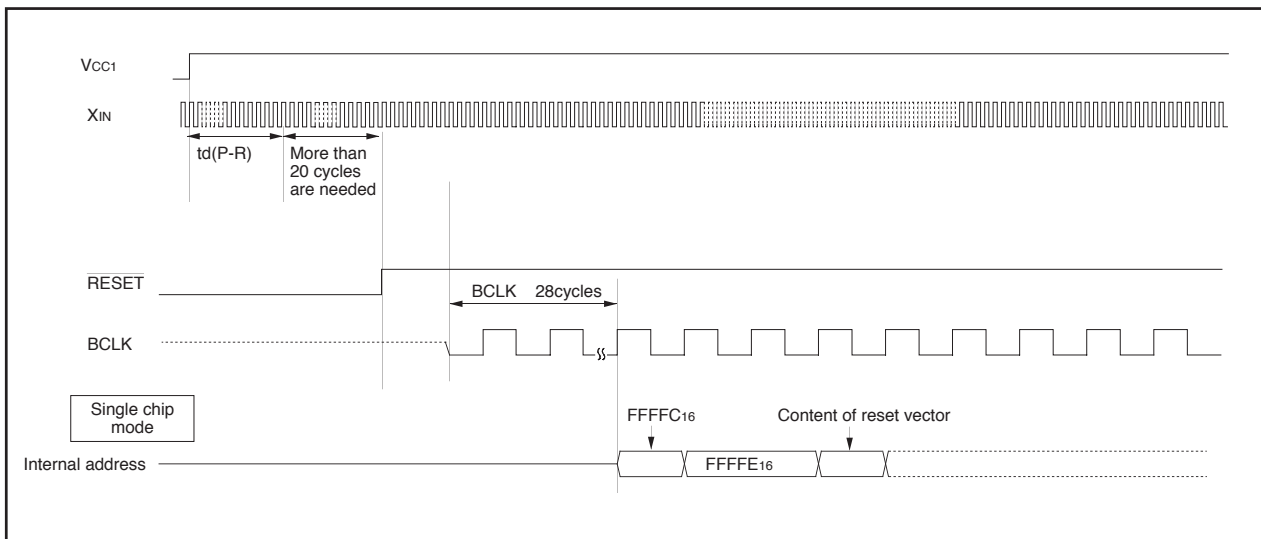 VCC1
XIN
td(P-R)
More than
20 cycles
are needed
RESET
BCLK 28cycles
BCLK
Single chip
mode
FFFFC16
Content of reset vector
Internal address
FFFFE16